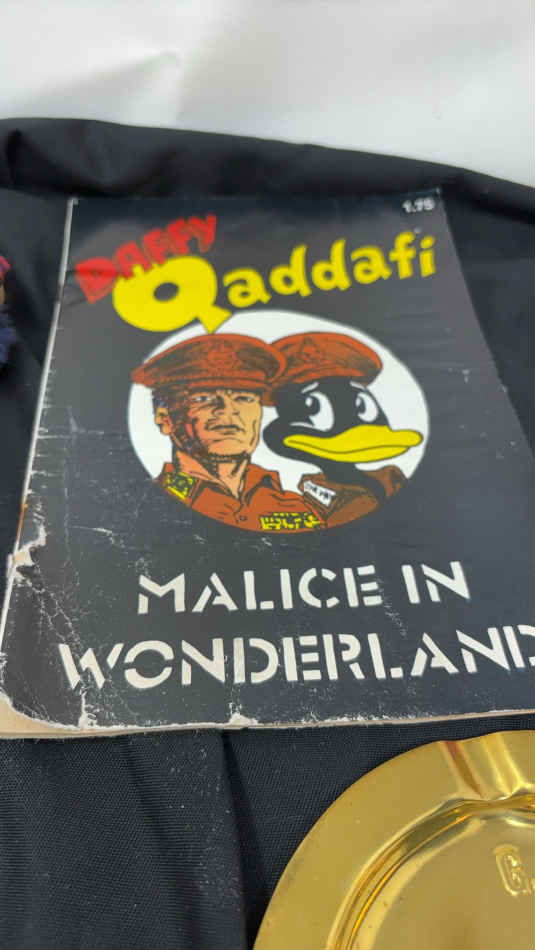 1.75
DAFFY
Qaddafi
MALICE IN
WONDERLAND
G.